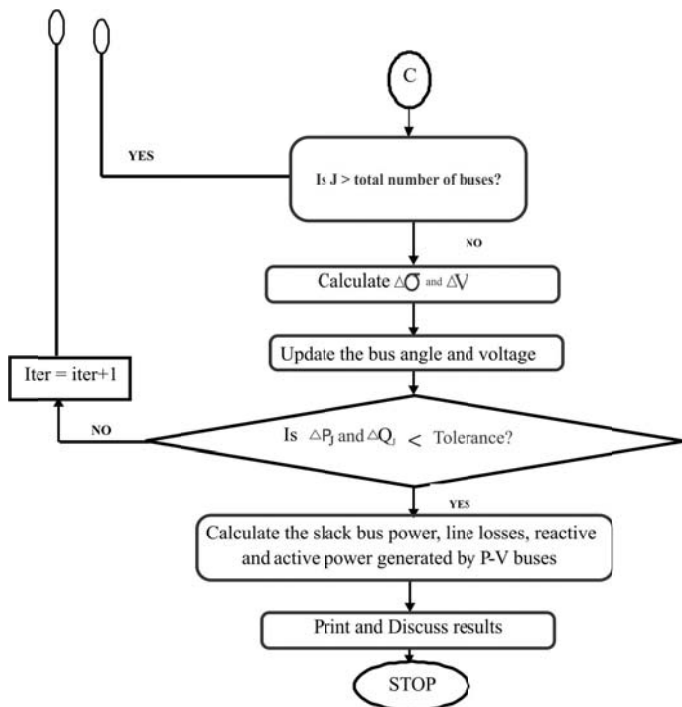 C
YES
Is J > total number of buses?
NO
Calculate △σ and △V
Update the bus angle and voltage
Iter = iter+1
NO
Is △PJ and △QJ < Tolerance?
YES
Calculate the slack bus power, line losses, reactive
and active power generated by P-V buses
Print and Discuss results
STOP